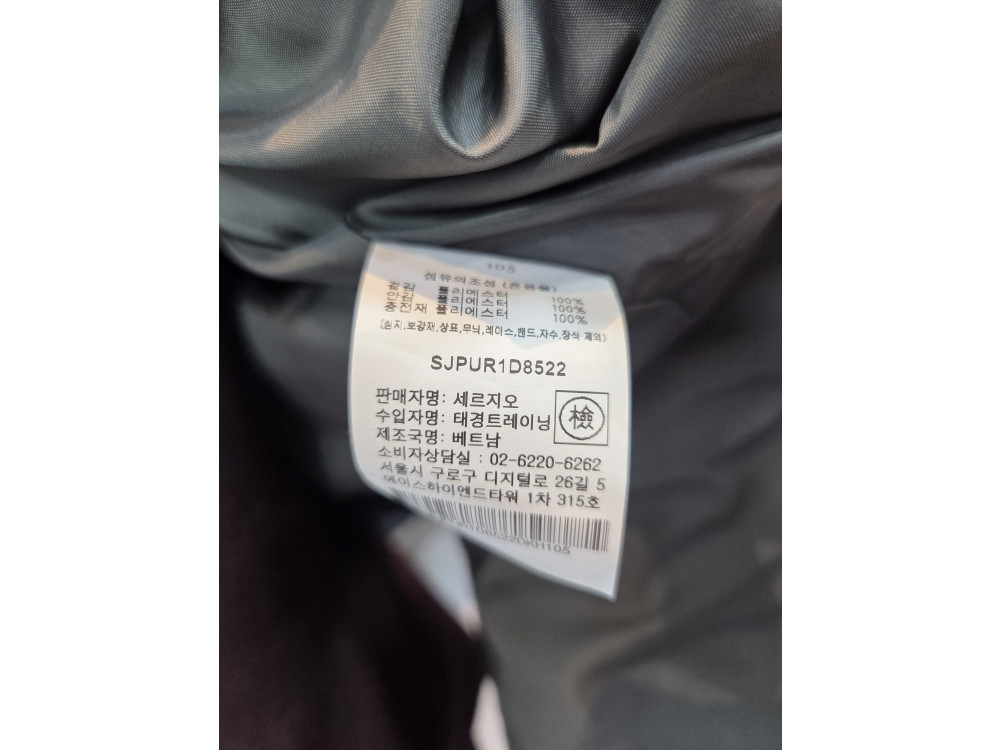 105
섬유의조성 (혼용율)
겉감 폴리에스터 100%
안감 폴리에스터 100%
충전재 폴리에스터 100%
(심지,보강재,상표,무늬,레이스,밴드,자수,장식 제외)
SJPUR1D8522
판매자명: 세르지오
수입자명: 태경트레이닝
檢
제조국명: 베트남
소비자상담실 : 02-6220-6262
서울시 구로구 디지털로 26길 5
에이스하이엔드타워 1차 315호